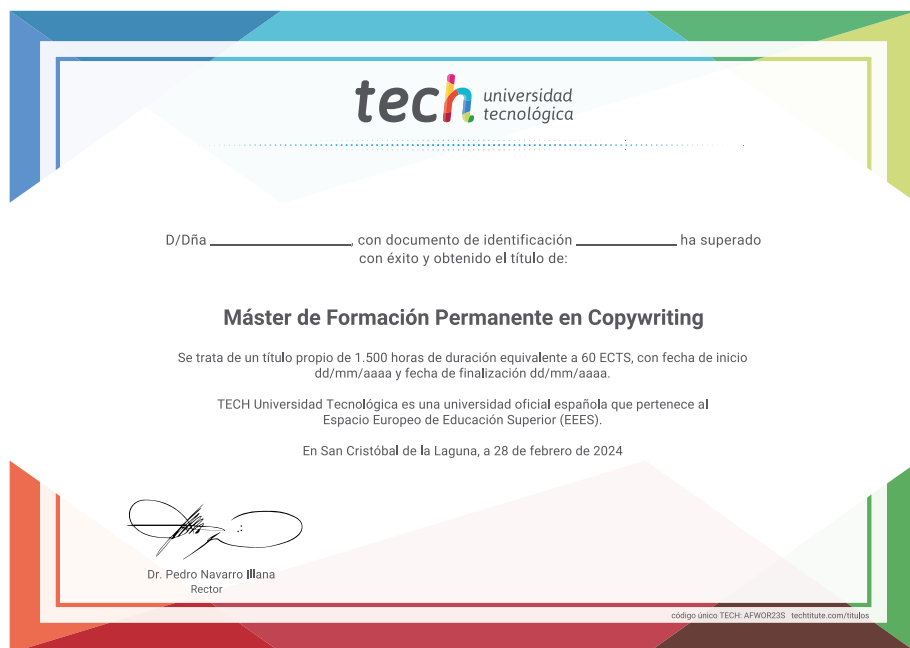 tech universidad
tecnológica
D/Dña ______________, con documento de identificación __________ ha superado
con éxito y obtenido el título de:
Máster de Formación Permanente en Copywriting
Se trata de un título propio de 1.500 horas de duración equivalente a 60 ECTS, con fecha de inicio
dd/mm/aaaa y fecha de finalización dd/mm/aaaa.
TECH Universidad Tecnológica es una universidad oficial española que pertenece al
Espacio Europeo de Educación Superior (EEES).
En San Cristóbal de la Laguna, a 28 de febrero de 2024
Dr. Pedro Navarro Illana
Rector
código único TECH: AFWOR23S techtitute.com/titulos